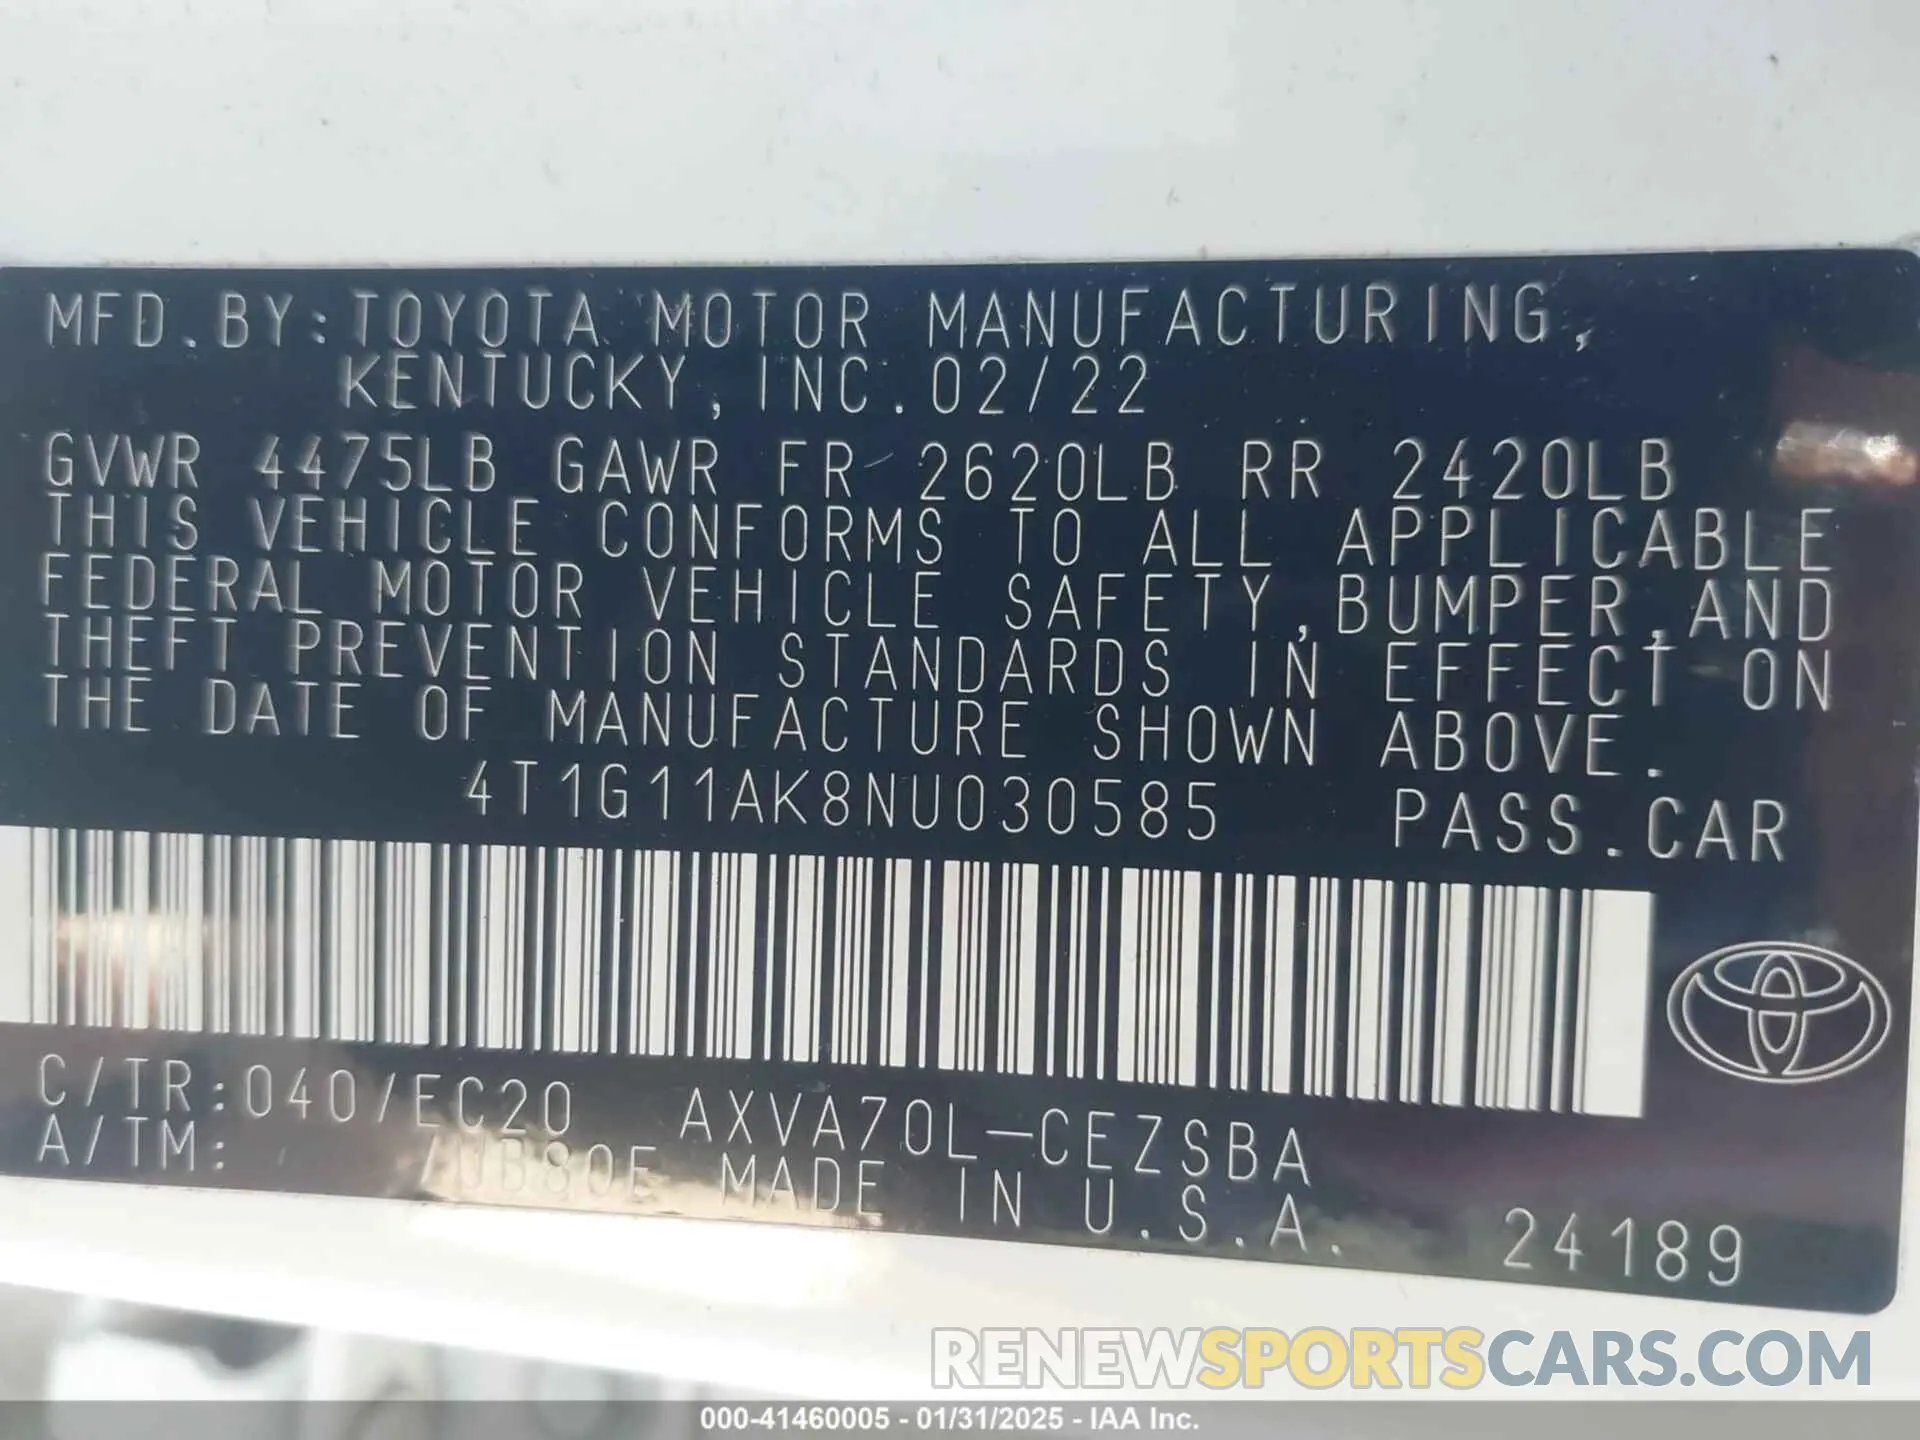 MFD.BY:TOYOTA MOTOR MANUFACTURING,
KENTUCKY, INC.02/22
GVWR 4475LB GAWR FR 2620LB RR 2420LB
THIS VEHICLE CONFORMS TO ALL APPLICABLE
FEDERAL MOTOR VEHICLE SAFETY,BUMPER,AND
THEFT PREVENTION STANDARDS IN EFFECT ON
THE DATE OF MANUFACTURE SHOWN ABOVE.
4T1G11AK8NU030585 PASS.CAR
C/TR:040/EC20 AXVA70L-CEZSBA
A/TM: /UB80E MADE IN U.S.A. 24189
RENEWSPORTSCARS.COM
000-41460005 - 01/31/2025 - IAA Inc.